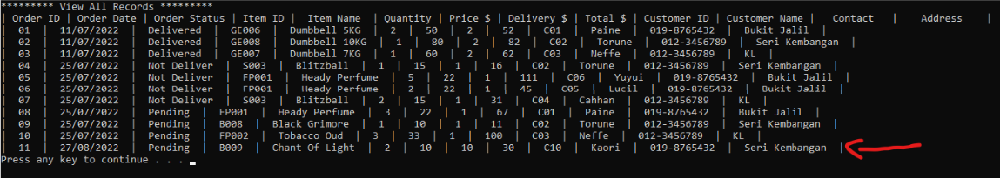 ********* View All Records *********
| Order ID | Order Date | Order Status | Item ID | Item Name | Quantity | Price $ | Delivery $ | Total $ | Customer ID | Customer Name | Contact | Address |
| 01 | 11/07/2022 | Delivered | GE006 | Dumbbell 5KG | 2 | 50 | 2 | 52 | C01 | Paine | 019-8765432 | Bukit Jalil |
| 02 | 11/07/2022 | Delivered | GE008 | Dumbbell 10KG | 1 | 80 | 2 | 82 | C02 | Torune | 012-3456789 | Seri Kembangan |
| 03 | 11/07/2022 | Delivered | GE007 | Dumbbell 7KG | 1 | 60 | 2 | 62 | C03 | Neffe | 012-3456789 | KL |
| 04 | 25/07/2022 | Not Deliver | S003 | Blitzball | 1 | 15 | 1 | 16 | C02 | Torune | 012-3456789 | Seri Kembangan |
| 05 | 25/07/2022 | Not Deliver | FP001 | Heady Perfume | 5 | 22 | 1 | 111 | C06 | Yuyui | 019-8765432 | Bukit Jalil |
| 06 | 25/07/2022 | Not Deliver | FP001 | Heady Perfume | 2 | 22 | 1 | 45 | C05 | Lucil | 019-8765432 | Bukit Jalil |
| 07 | 25/07/2022 | Not Deliver | S003 | Blitzball | 2 | 15 | 1 | 31 | C04 | Cahhan | 012-3456789 | KL |
| 08 | 25/07/2022 | Pending | FP001 | Heady Perfume | 3 | 22 | 1 | 67 | C01 | Paine | 019-8765432 | Bukit Jalil |
| 09 | 25/07/2022 | Pending | B008 | Black Grimore | 1 | 10 | 1 | 11 | C02 | Torune | 012-3456789 | Seri Kembangan |
| 10 | 25/07/2022 | Pending | FP002 | Tobacco Oud | 3 | 33 | 1 | 100 | C03 | Neffe | 012-3456789 | KL |
| 11 | 27/08/2022 | Pending | B009 | Chant Of Light | 2 | 10 | 10 | 30 | C10 | Kaori | 019-8765432 | Seri Kembangan |
Press any key to continue . . .